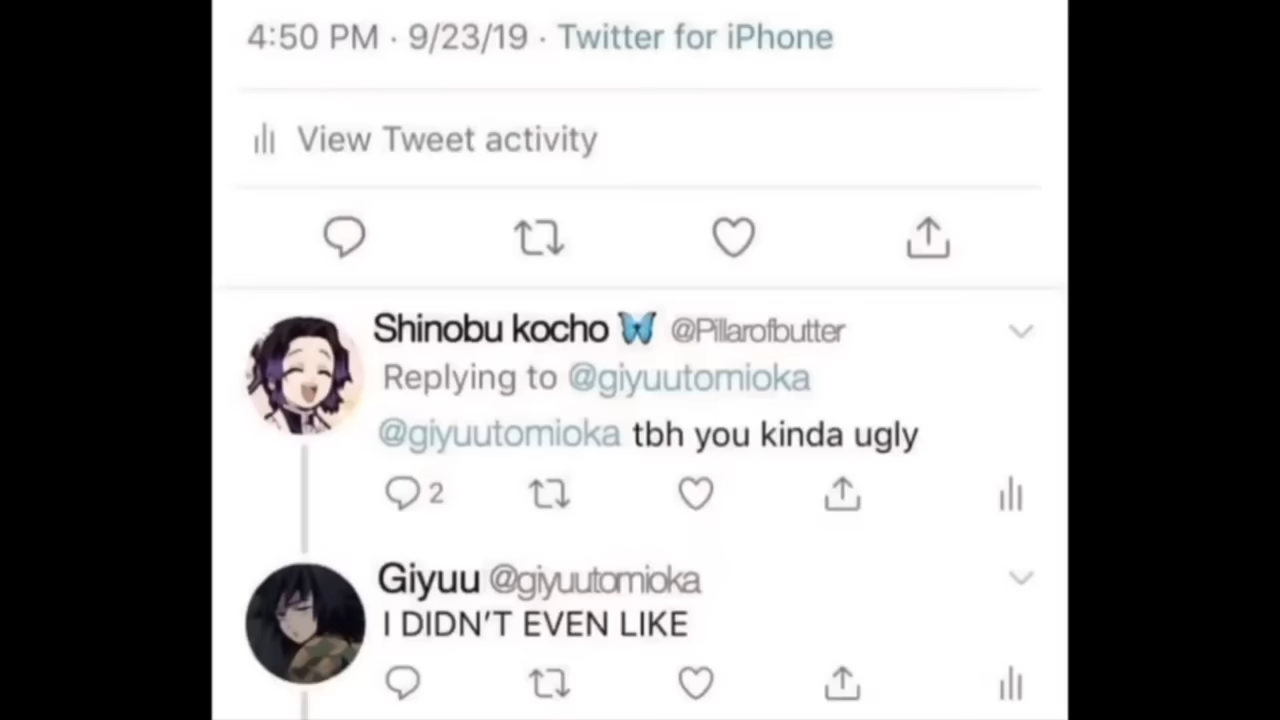 4:50 PM · 9/23/19 · Twitter for iPhone
View Tweet activity
Shinobu kocho 🦋 @Pillarofbutter
Replying to @giyuutomioka
@giyuutomioka tbh you kinda ugly
2
Giyuu @giyuutomioka
I DIDN'T EVEN LIKE